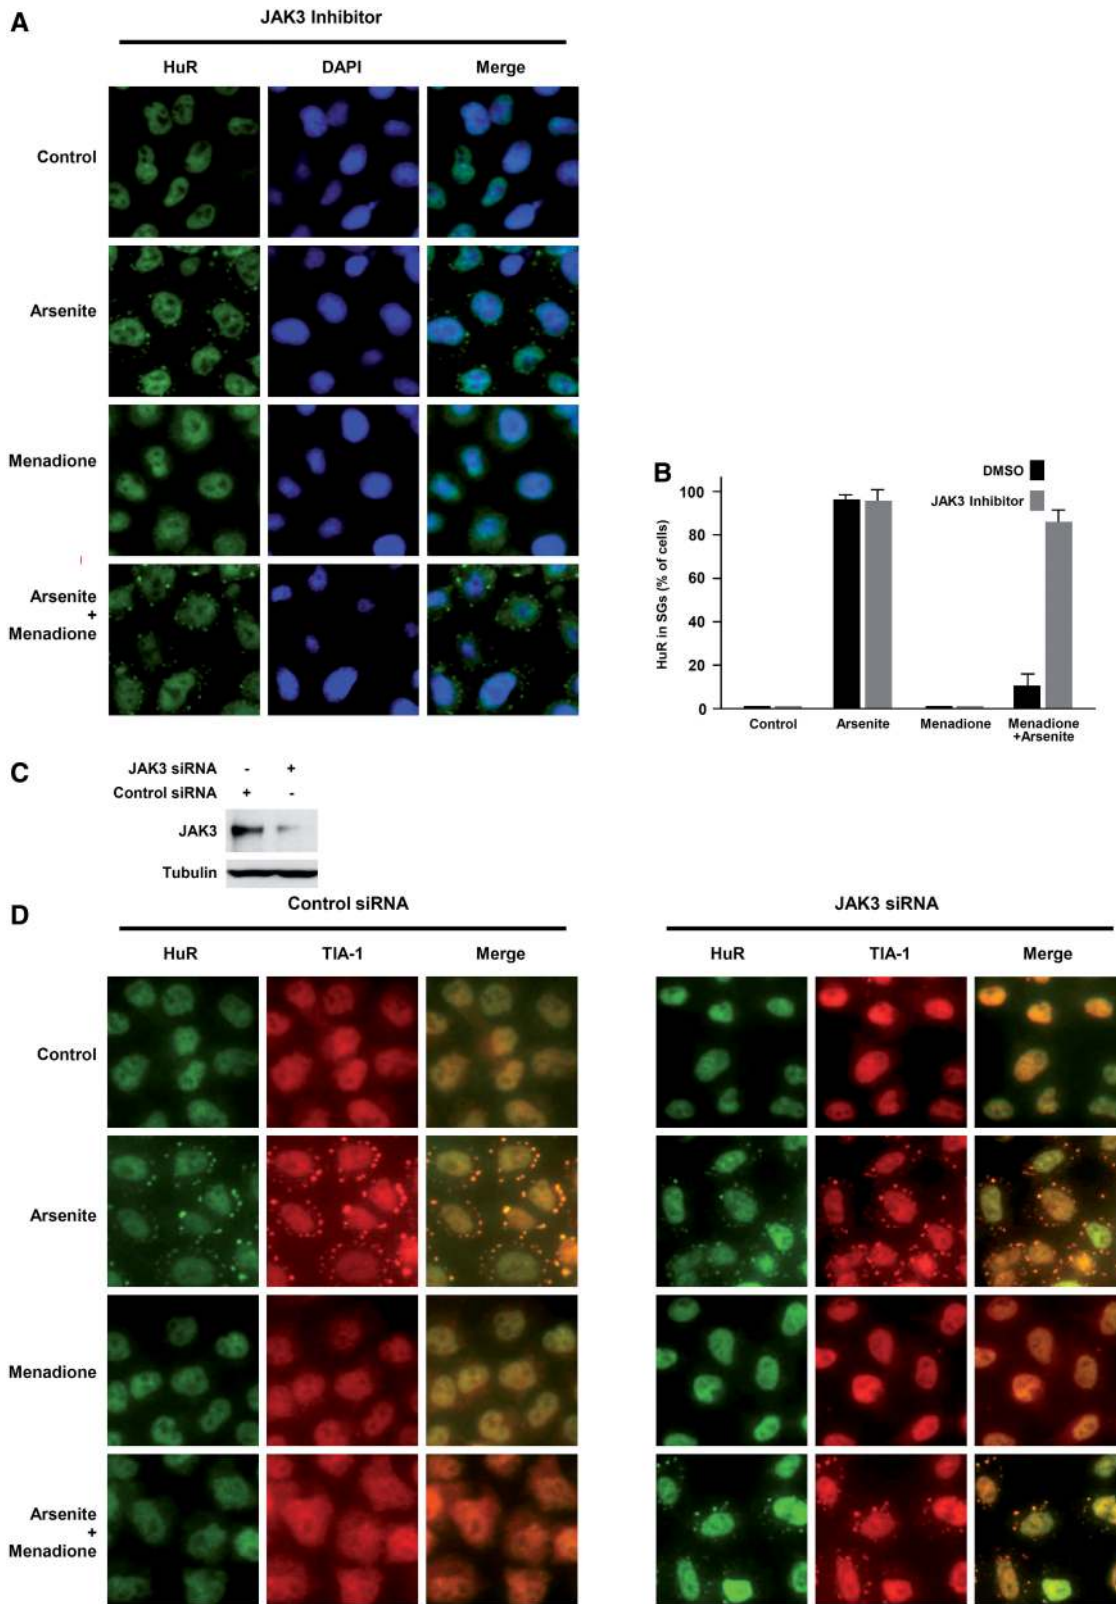 A
JAK3 Inhibitor
HuR DAPI Merge
Control
Arsenite
Menadione
Arsenite
+
Menadione
B
DMSO
JAK3 Inhibitor
HuR in SGs (% of cells)
100
80
60
40
20
0
Control Arsenite Menadione Menadione
+Arsenite
C
JAK3 siRNA - +
Control siRNA + -
JAK3
Tubulin
D
Control siRNA JAK3 siRNA
HuR TIA-1 Merge HuR TIA-1 Merge
Control
Arsenite
Menadione
Arsenite
+
Menadione